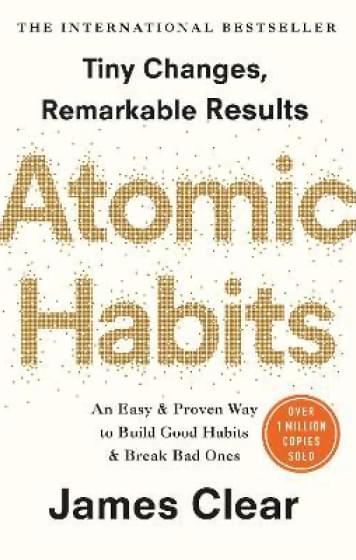 THE INTERNATIONAL BESTSELLER
Tiny Changes,
Remarkable Results
Atomic
Habits
An Easy & Proven Way
to Build Good Habits
& Break Bad Ones
OVER
1 MILLION
COPIES
SOLD
James Clear